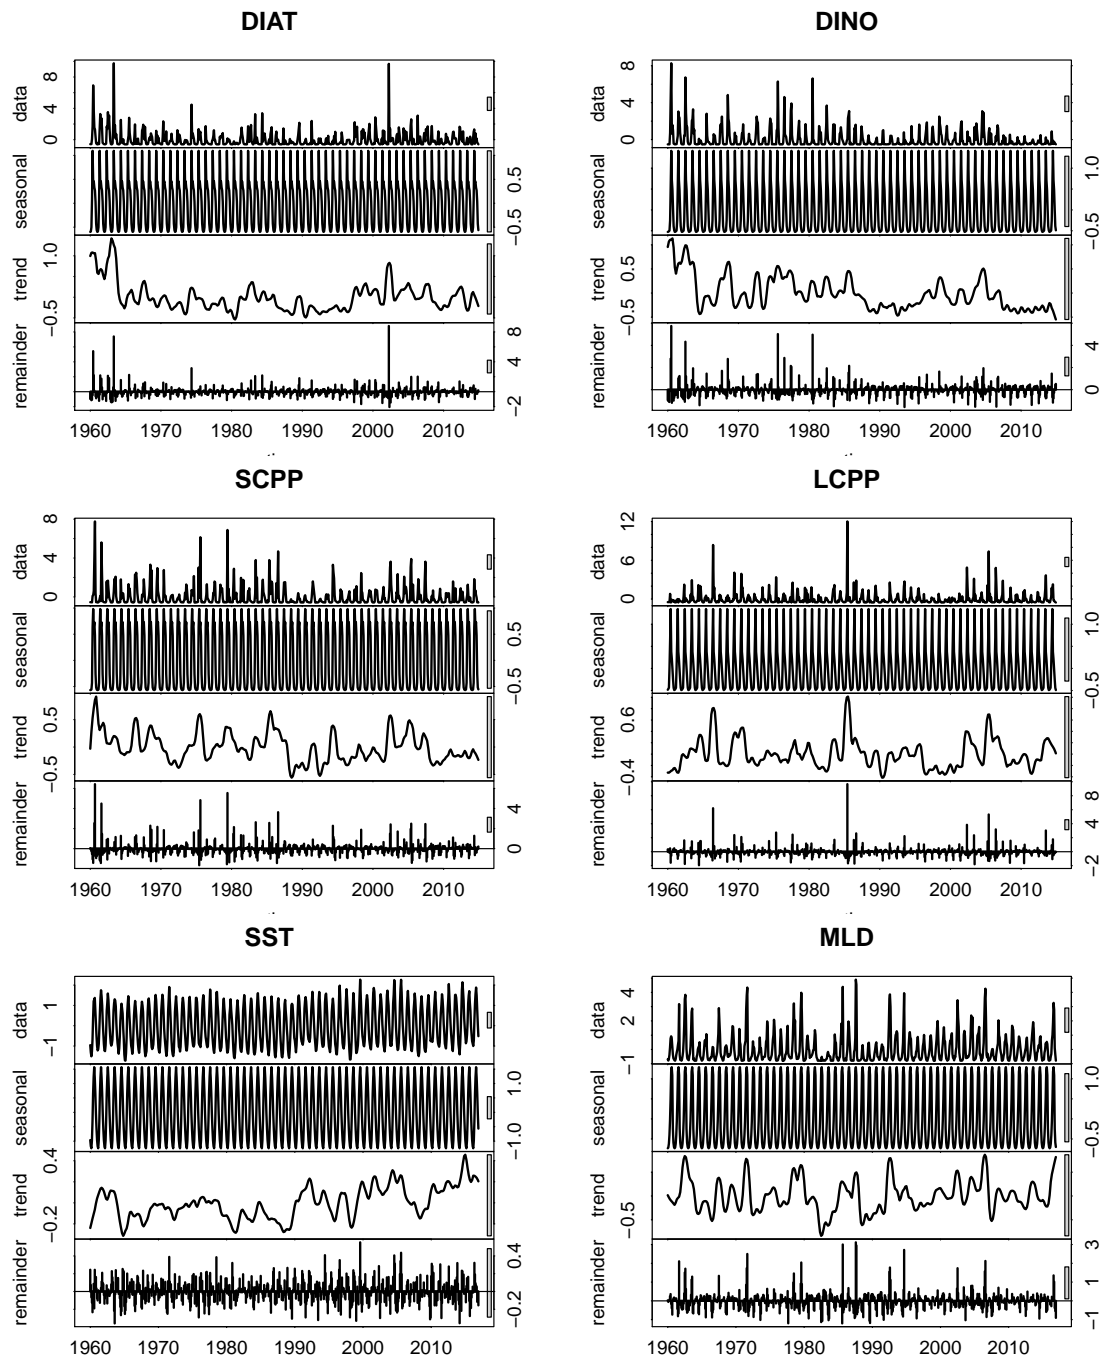 DIAT
data
0 4 8
seasonal
−0.5 0.5
trend
−0.5 1.0
remainder
−2 4 8
1960 1970 1980 1990 2000 2010
DINO
data
0 4 8
seasonal
−0.5 1.0
trend
−0.5 0.5
remainder
0 4
1960 1970 1980 1990 2000 2010
SCPP
data
0 4 8
seasonal
−0.5 0.5
trend
−0.5 0.5
remainder
0 4
1960 1970 1980 1990 2000 2010
LCPP
data
0 6 12
seasonal
−0.5 1.0
trend
−0.4 0.6
remainder
−2 4 8
1960 1970 1980 1990 2000 2010
SST
data
−1 1
seasonal
−1.0 1.0
trend
−0.2 0.4
remainder
−0.2 0.4
1960 1970 1980 1990 2000 2010
MLD
data
−1 2 4
seasonal
−0.5 1.0
trend
−0.5
remainder
−1 1 3
1960 1970 1980 1990 2000 2010